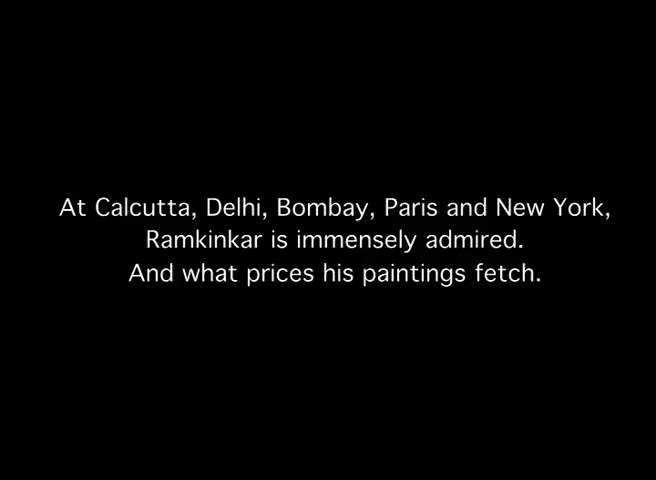 At Calcutta, Delhi, Bombay, Paris and New York,
Ramkinkar is immensely admired.
And what prices his paintings fetch.